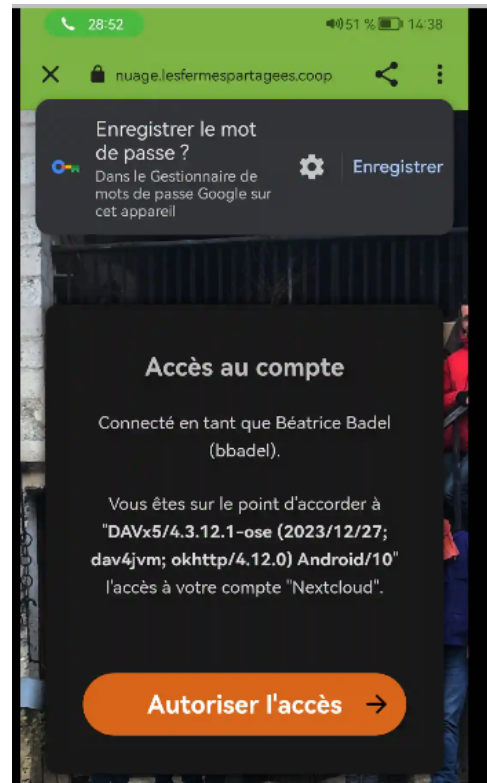 28:52
51 % 14:38
nuage.lesfermespartagees.coop
Enregistrer le mot
de passe ?
Dans le Gestionnaire de
mots de passe Google sur
cet appareil
Enregistrer
Accès au compte
Connecté en tant que Béatrice Badel
(bbadel).
Vous êtes sur le point d'accorder à
"DAVx5/4.3.12.1-ose (2023/12/27;
dav4jvm; okhttp/4.12.0) Android/10"
l'accès à votre compte "Nextcloud".
Autoriser l'accès